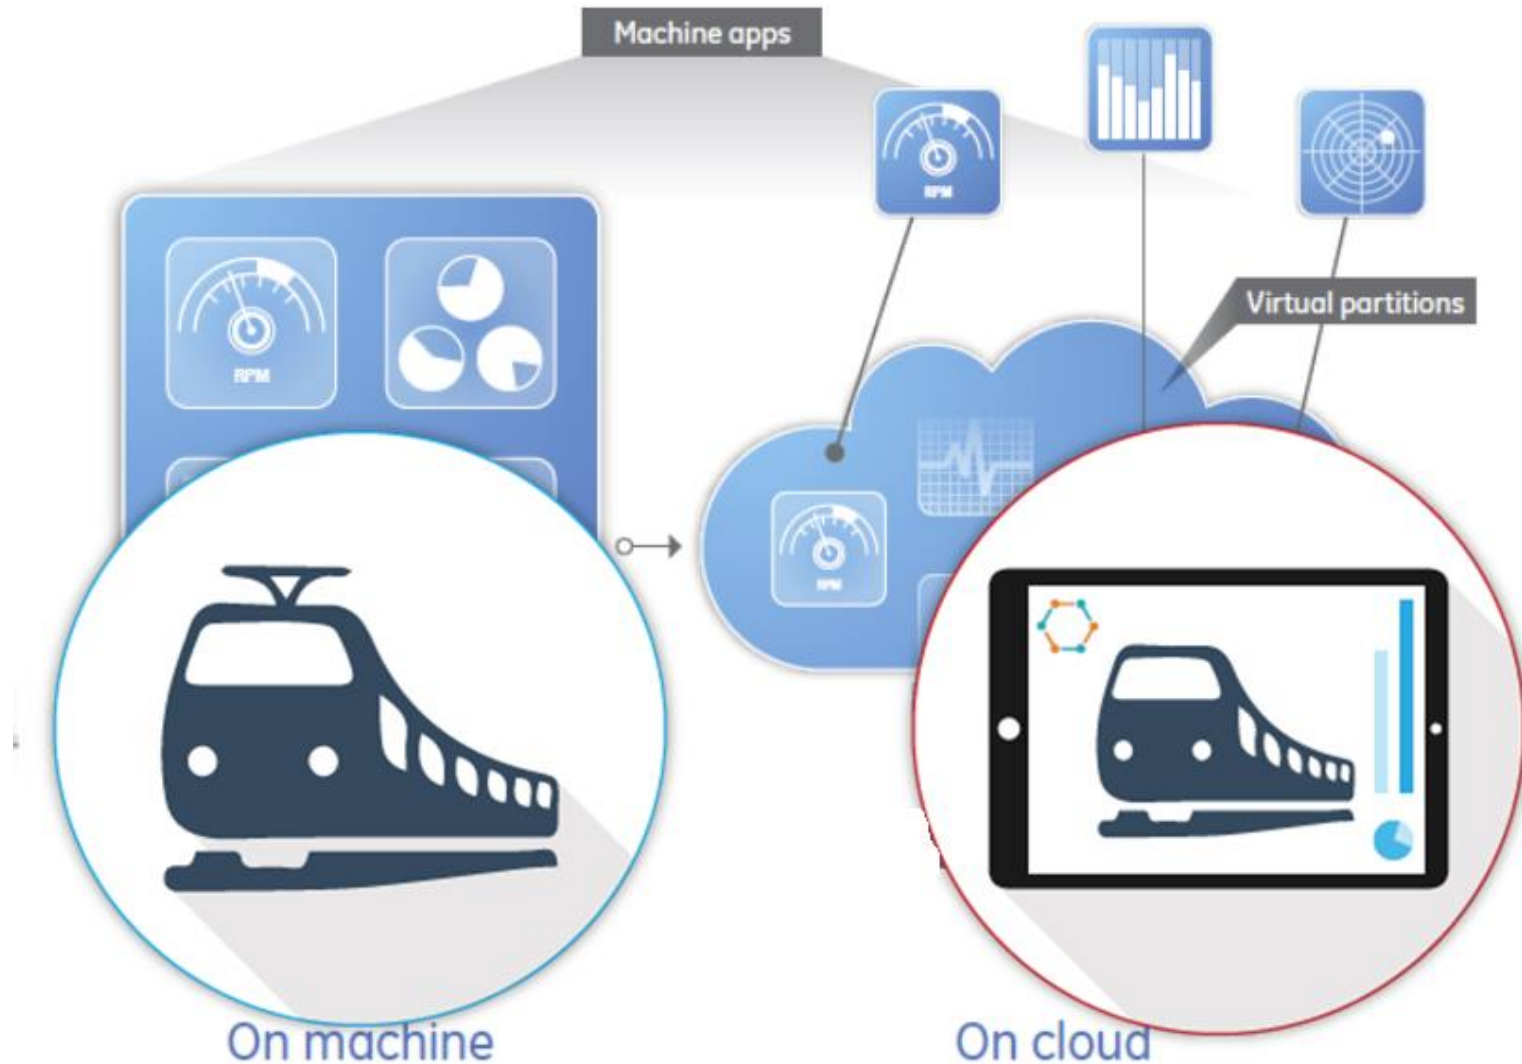 Machine apps
RPM
RPM
Virtual partitions
RPM
On machine
On cloud